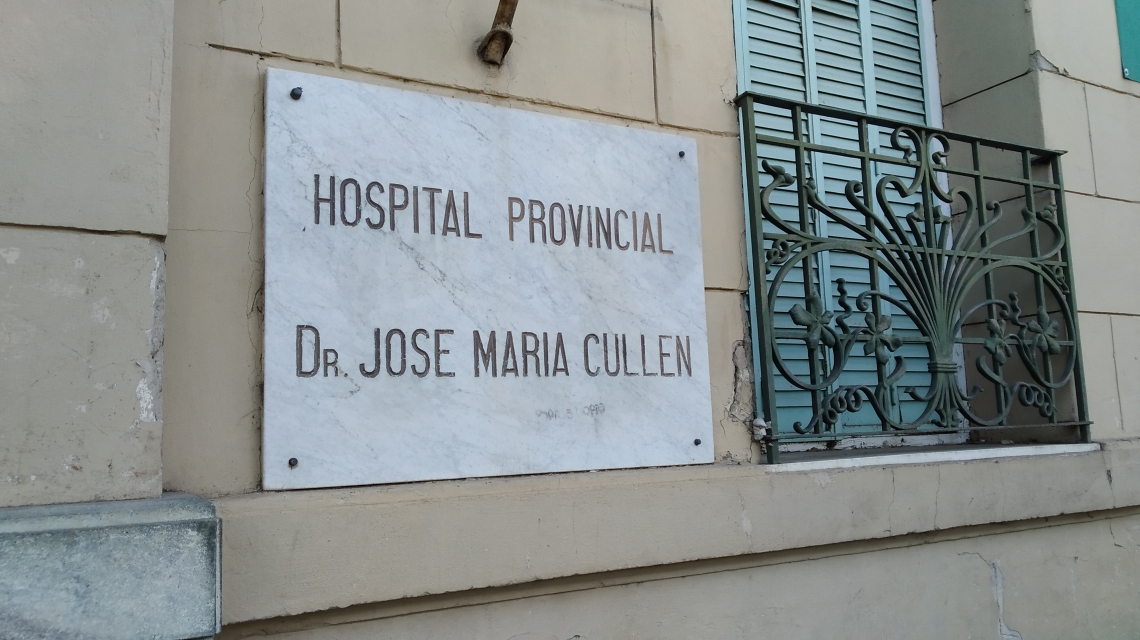 HOSPITAL PROVINCIAL
DR. JOSE MARIA CULLEN